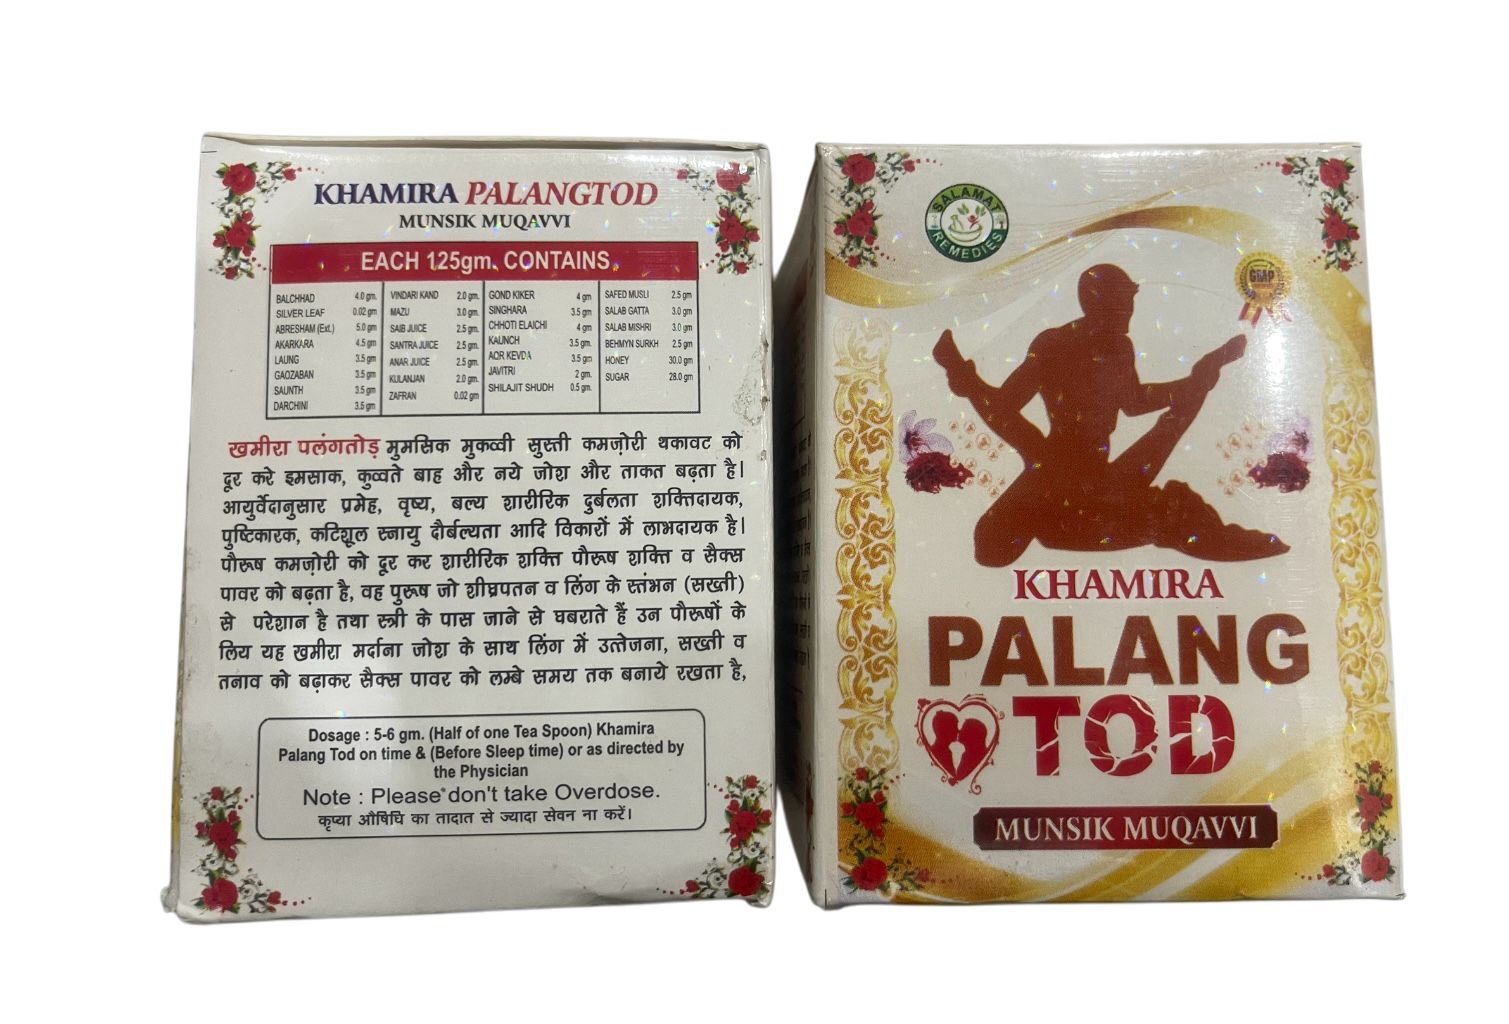 KHAMIRA PALANGTOD
MUNSIK MUQAVVI
EACH 125gm. CONTAINS
BALCHHAD 4.0 gm.
SILVER LEAF 0.02 gm
ABRESHAM (Ext.) 5.0 gm
AKARKARA 4.5 gm
LAUNG 3.5 gm
GAOZABAN 3.5 gm
SAUNTH 3.5 gm
DARCHINI 3.5 gm
VINDARI KAND 2.0 gm.
MAZU 3.0 gm.
SAIB JUICE 2.5 gm.
SANTRA JUICE 2.5 gm.
ANAR JUICE 2.5 gm.
KULANJAN 2.0 gm.
ZAFRAN 0.02 gm
GOND KIKER 4 gm
SINGHARA 3.5 gm
CHHOTI ELAICHI 4 gm
KAUNCH 3.5 gm.
AOR KEVDA 3.5 gm
JAVITRI 2 gm.
SHILAJIT SHUDH 0.5 gm.
SAFED MUSLI 2.5 gm
SALAB GATTA 3.0 gm
SALAB MISHRI 3.0 gm
BEHMYN SURKH 2.5 gm
HONEY 30.0 gm
SUGAR 28.0 gm
खमीरा पलंगतोड़ मुमसिक मुकव्वी सुस्ती कमज़ोरी थकावट को
दूर करे इमसाक, कुव्वते बाह और नये जोश और ताकत बढ़ता है।
आयुर्वेदानुसार प्रमेह, वृष्य, बल्य शारीरिक दुर्बलता शक्तिदायक,
पुष्टिकारक, कटिशूल स्नायु दौर्बल्यता आदि विकारों में लाभदायक है।
पौरूष कमज़ोरी को दूर कर शारीरिक शक्ति पौरूष शक्ति व सैक्स
पावर को बढ़ता है, वह पुरूष जो शीघ्रपतन व लिंग के स्तंभन (सख्ती)
से परेशान है तथा स्त्री के पास जाने से घबराते हैं उन पौरूषों के
लिय यह खमीरा मर्दाना जोश के साथ लिंग में उत्तेजना, सख्ती व
तनाव को बढ़ाकर सैक्स पावर को लम्बे समय तक बनाये रखता है,
Dosage : 5-6 gm. (Half of one Tea Spoon) Khamira
Palang Tod on time & (Before Sleep time) or as directed by
the Physician
Note : Please don't take Overdose.
कृप्या औषिघि का तादात से ज्यादा सेवन ना करें।
SALAMAT
REMEDIES
GMP
KHAMIRA
PALANG
TOD
MUNSIK MUQAVVI